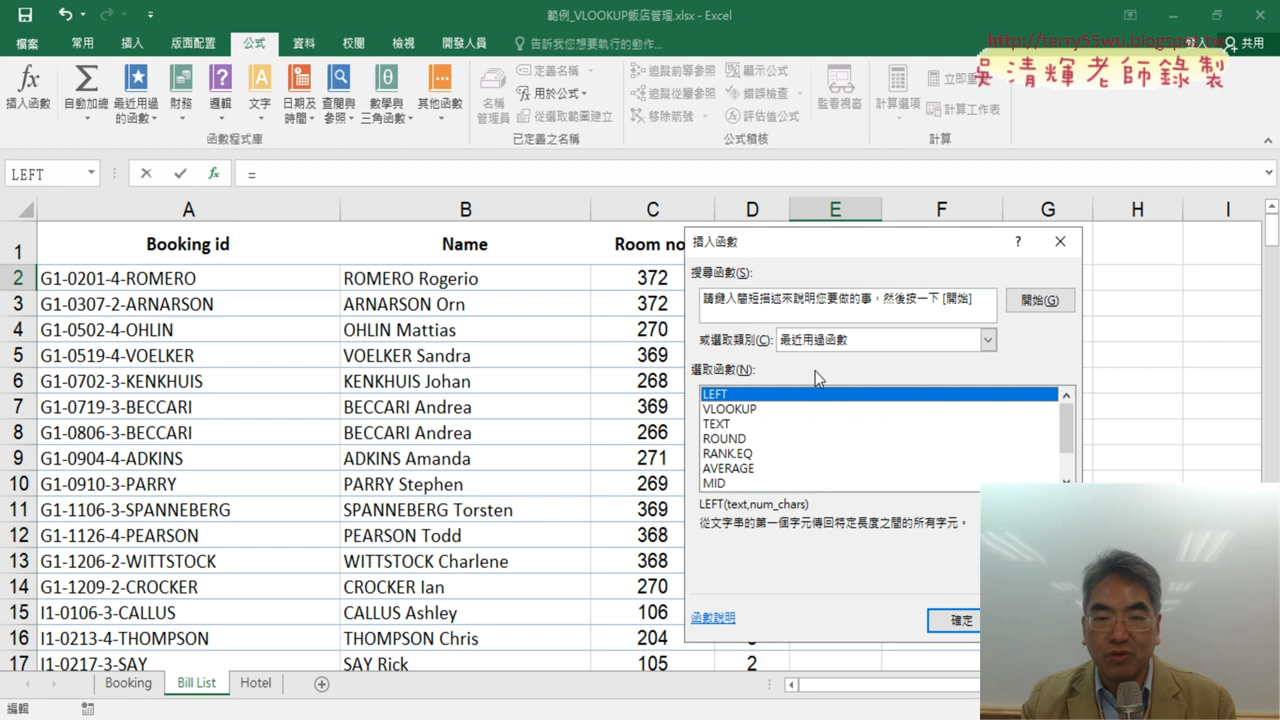 範例_VLOOKUP飯店管理.xlsx - Excel
http://terry55wu.blogspot.tw
吳清輝老師錄製
檔案 常用 插入 版面配置 公式 資料 校閱 檢視 開發人員 告訴我您想要執行的動作... 共用
插入函數 自動加總 最近用過的函數 財務 邏輯 文字 日期及時間 查閱與參照 數學與三角函數 其他函數
函數程式庫
名稱管理員 定義名稱 用於公式 從選取範圍建立
已定義之名稱
追蹤前導參照 追蹤從屬參照 移除箭號 顯示公式 錯誤檢查 評估值公式 監看視窗
公式稽核
計算選項 計算工作表
計算
LEFT fx =
A B C D E F G H I
1 Booking id Name Room no
2 G1-0201-4-ROMERO ROMERO Rogerio 372
3 G1-0307-2-ARNARSON ARNARSON Orn 372
4 G1-0502-4-OHLIN OHLIN Mattias 270
5 G1-0519-4-VOELKER VOELKER Sandra 369
6 G1-0702-3-KENKHUIS KENKHUIS Johan 268
7 G1-0719-3-BECCARI BECCARI Andrea 369
8 G1-0806-3-BECCARI BECCARI Andrea 266
9 G1-0904-4-ADKINS ADKINS Amanda 271
10 G1-0910-3-PARRY PARRY Stephen 269
11 G1-1106-3-SPANNEBERG SPANNEBERG Torsten 369
12 G1-1126-4-PEARSON PEARSON Todd 368
13 G1-1206-2-WITTSTOCK WITTSTOCK Charlene 368
14 G1-1209-2-CROCKER CROCKER Ian 270
15 I1-0106-3-CALLUS CALLUS Ashley 106
16 I1-0213-4-THOMPSON THOMPSON Chris 204
17 I1-0217-3-SAY SAY Rick 105 2
插入函數 ?
搜尋函數(S):
請鍵入簡短描述來說明您要做的事，然後按一下 [開始] 開始(G)
或選取類別(C): 最近用過函數
選取函數(N):
LEFT
VLOOKUP
TEXT
ROUND
RANK.EQ
AVERAGE
MID
LEFT(text,num_chars)
從文字串的第一個字元傳回特定長度之間的所有字元。
函數說明 確定
Booking Bill List Hotel
編輯